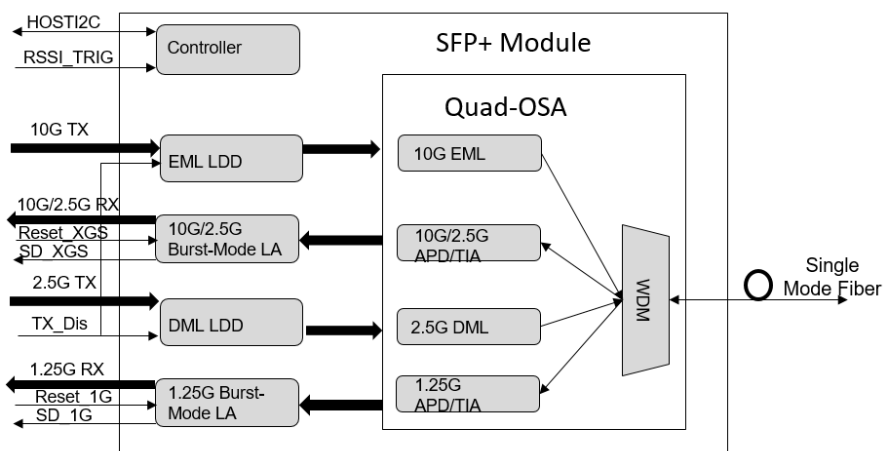 HOSTI2C
RSSI_TRIG
Controller
SFP+ Module
Quad-OSA
10G TX
EML LDD
10G EML
10G/2.5G RX
Reset_XGS
SD_XGS
10G/2.5G
Burst-Mode LA
10G/2.5G
APD/TIA
2.5G TX
TX_Dis
DML LDD
2.5G DML
1.25G RX
Reset_1G
SD_1G
1.25G Burst-
Mode LA
1.25G
APD/TIA
WDM
Single
Mode Fiber